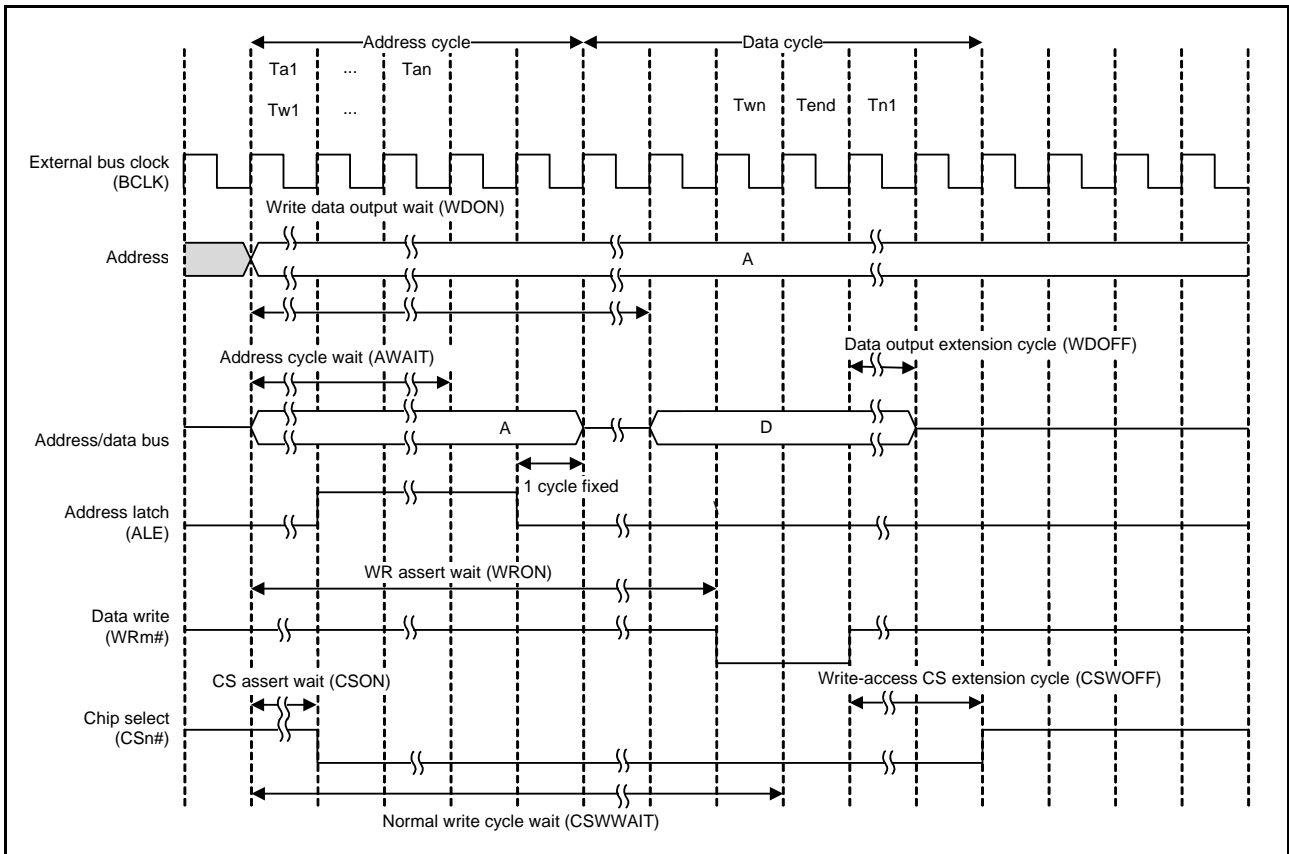 Address cycle
Data cycle
Ta1 ... Tan
Tw1 ...
Twn Tend Tn1
External bus clock
(BCLK)
Write data output wait (WDON)
Address
A
Data output extension cycle (WDOFF)
Address cycle wait (AWAIT)
Address/data bus
A
D
1 cycle fixed
Address latch
(ALE)
WR assert wait (WRON)
Data write
(WRm#)
CS assert wait (CSON)
Write-access CS extension cycle (CSWOFF)
Chip select
(CSn#)
Normal write cycle wait (CSWWAIT)